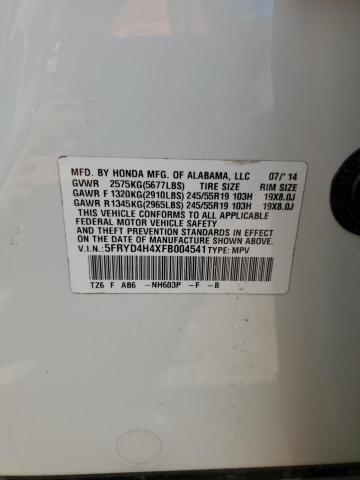 MFD. BY HONDA MFG. OF ALABAMA, LLC 07/'14
GVWR 2575KG(5677LBS) TIRE SIZE RIM SIZE
GAWR F 1320KG(2910LBS) 245/55R19 103H 19X8.0J
GAWR R1345KG(2965LBS) 245/55R19 103H 19X8.0J
THIS VEHICLE CONFORMS TO ALL APPLICABLE
FEDERAL MOTOR VEHICLE SAFETY
AND THEFT PREVENTION STANDARDS IN EFFECT
ON THE DATE OF MANUFACTURE SHOWN ABOVE.
V.I.N.: 5FRYD4H4XFB004541 TYPE: MPV
TZ6 F AB6 -NH603P -F -B